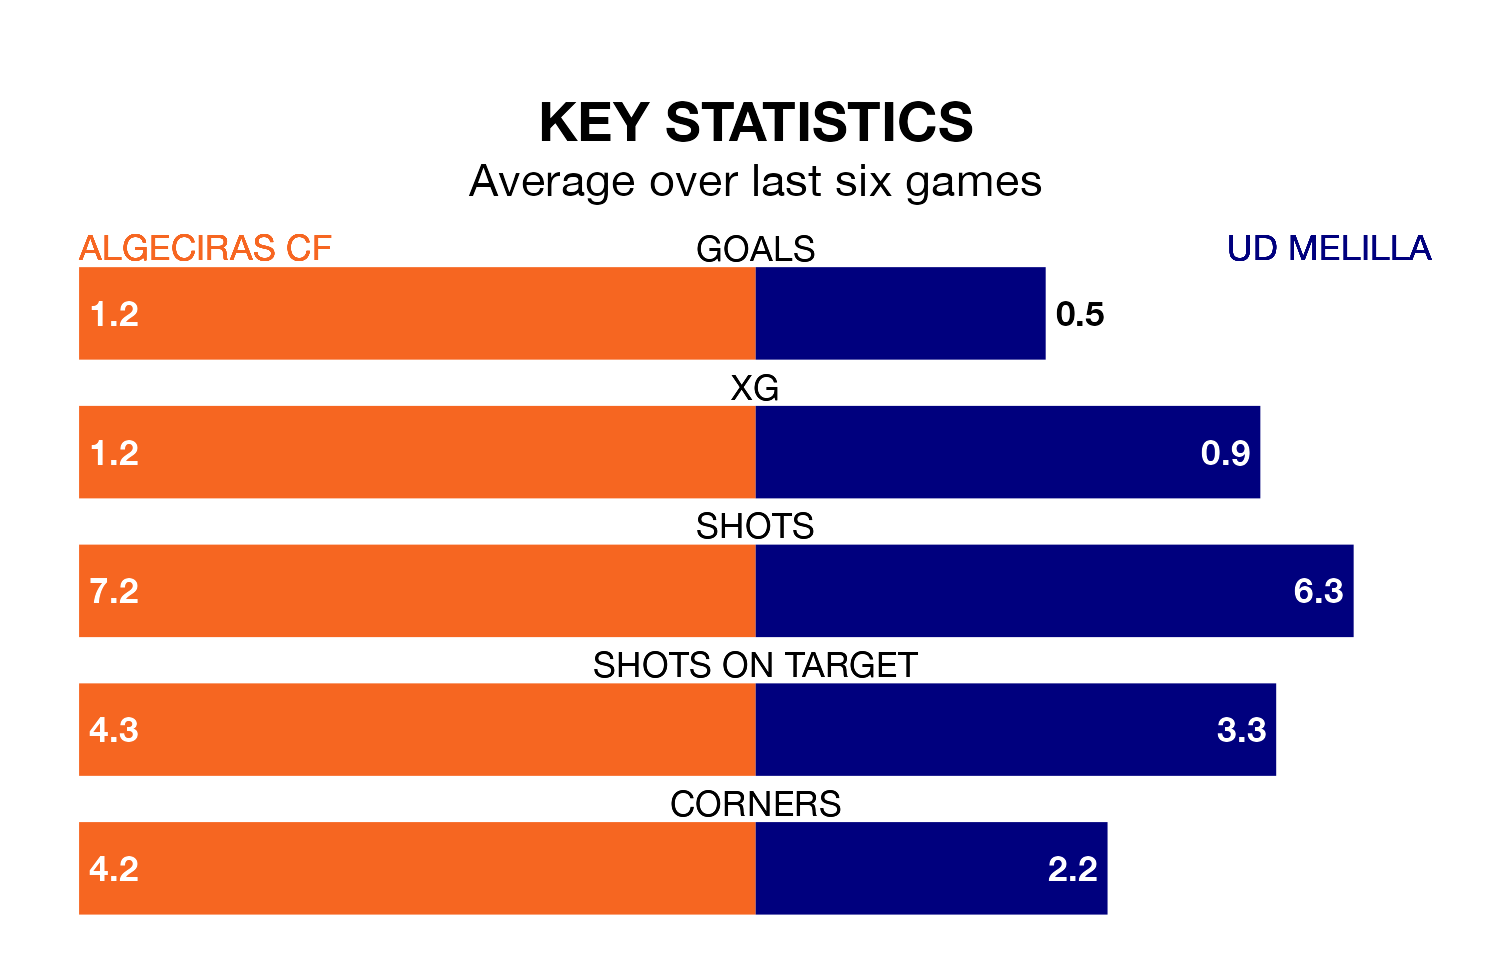 KEY STATISTICS
Average over last six games
ALGECIRAS CF GOALS UD MELILLA
1.2 0.5
XG
1.2 0.9
SHOTS
7.2 6.3
SHOTS ON TARGET
4.3 3.3
CORNERS
4.2 2.2